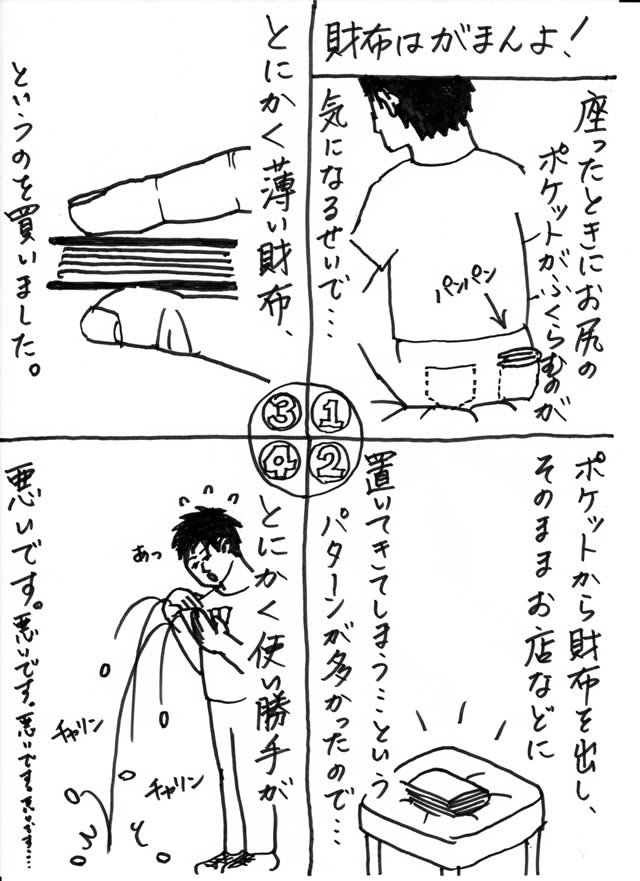 財布はがまんよ!
座ったときにお尻の
ポケットがふくらむのが
気になるせいで…
パンパン
1
ポケットから財布を出し、
そのままお店などに
置いてきてしまう…という
パターンが多かったので…
2
とにかく薄い財布、
というのを買いました。
3
とにかく使い勝手が
悪いです。悪いです。悪いです。悪いです……
あっ
チャリン
チャリン
4